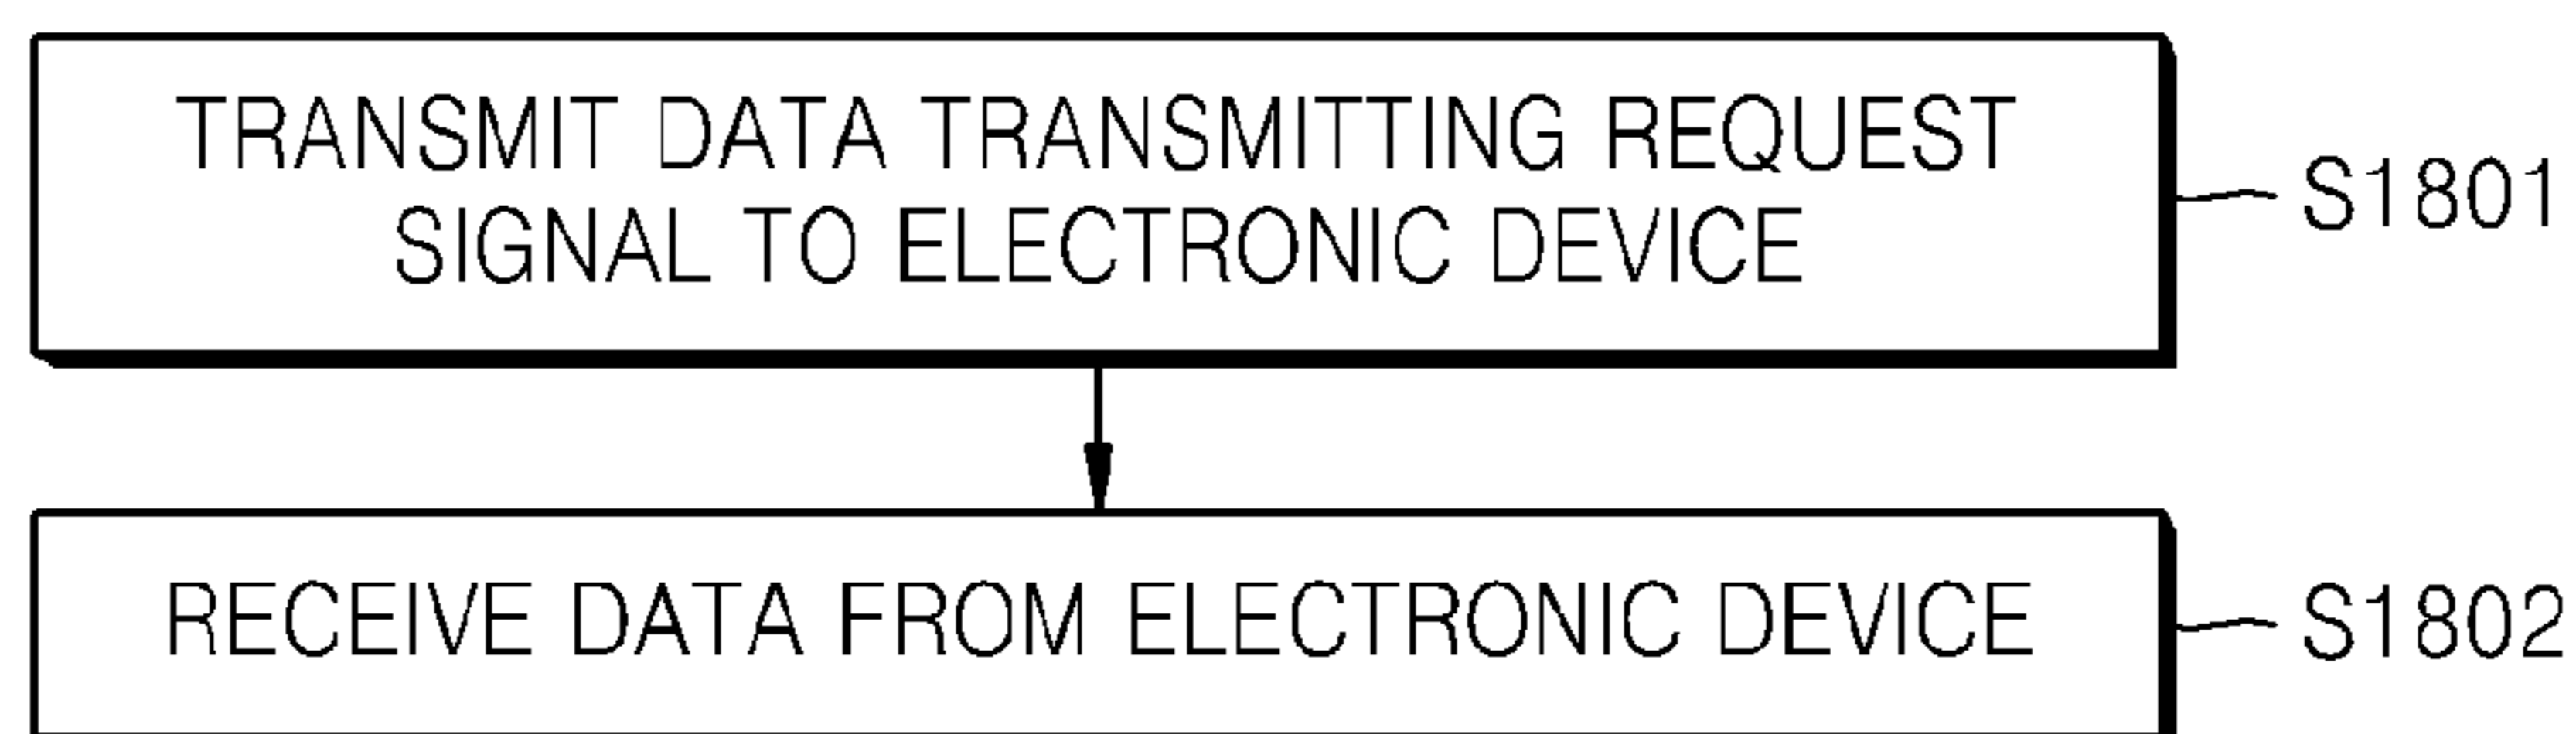 TRANSMIT DATA TRANSMITTING REQUEST
SIGNAL TO ELECTRONIC DEVICE
S1801
RECEIVE DATA FROM ELECTRONIC DEVICE
S1802